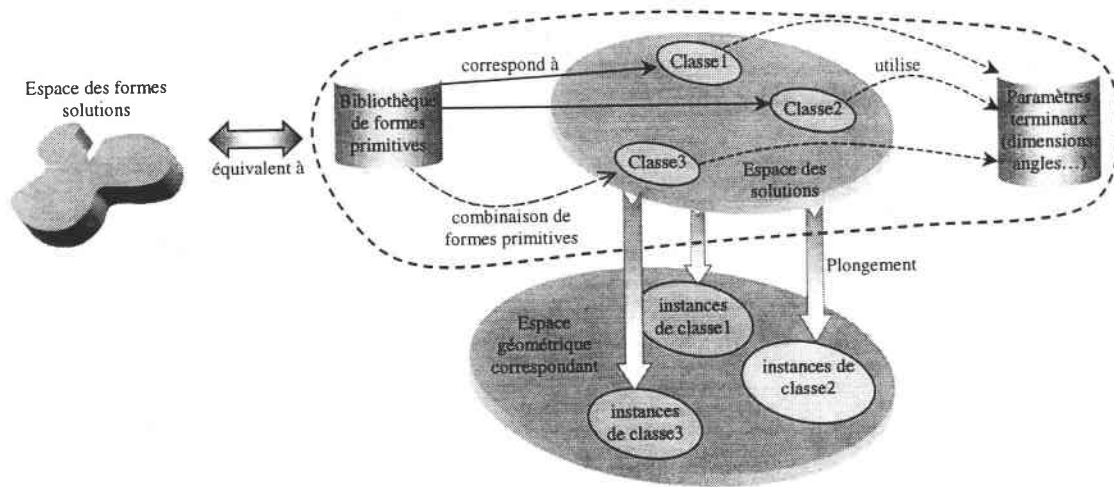 Espace des formes
solutions
équivalent à
Bibliothèque
de formes
primitives
correspond à
combinaison de
formes primitives
Classe1
Classe2
Classe3
Espace des
solutions
utilise
Paramètres
terminaux
(dimensions,
angles...)
Plongement
Espace
géométrique
correspondant
instances
de classe1
instances de
classe2
instances
de classe3